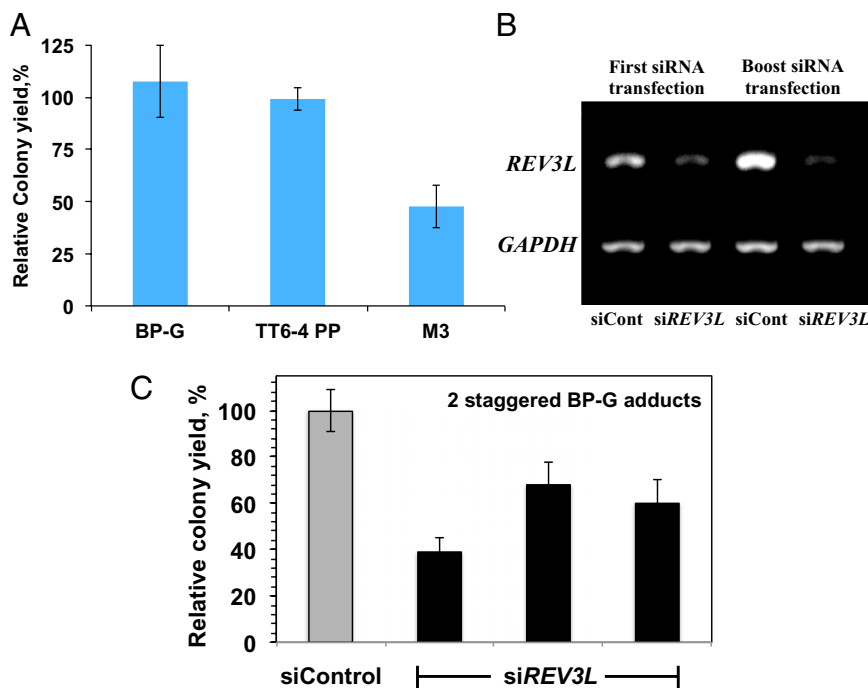 A
Relative Colony yield,%
125
100
75
50
25
0
BP-G TT6-4 PP M3
B
First siRNA transfection
Boost siRNA transfection
REV3L
GAPDH
siCont siREV3L siCont siREV3L
C
2 staggered BP-G adducts
Relative colony yield, %
100
80
60
40
20
0
siControl siREV3L